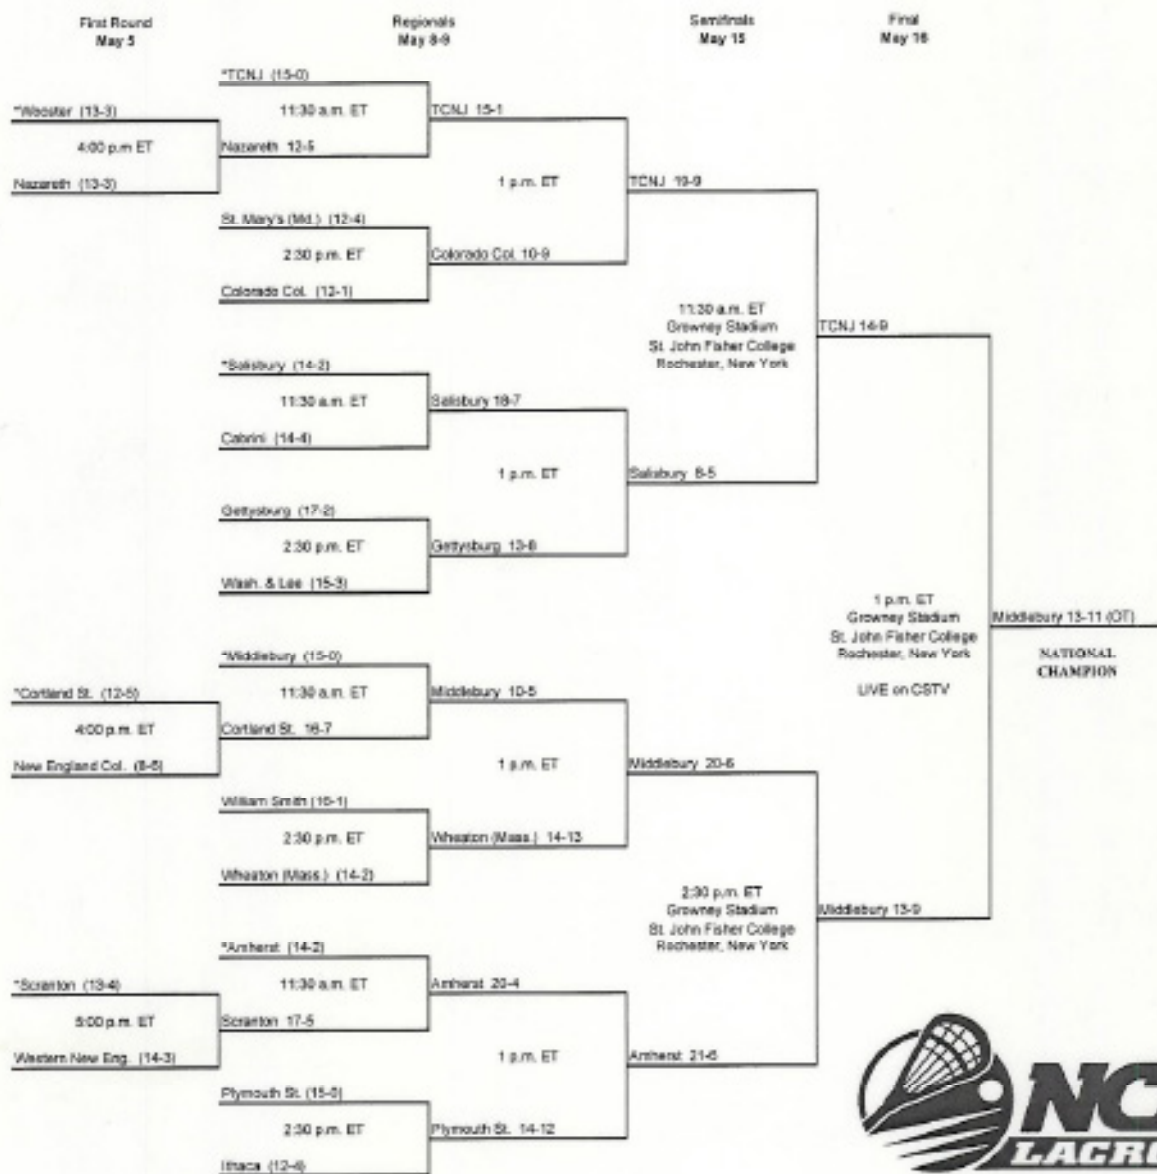 First Round
May 5
Regionals
May 8-9
Semifinals
May 15
Final
May 16
*TCNJ (15-0)
*Wooster (13-3)
11:30 a.m. ET
TCNJ 15-1
4:00 p.m ET
Nazareth 12-5
Nazareth (13-3)
1 p.m. ET
TCNJ 19-9
St. Mary's (Md.) (12-4)
2:30 p.m. ET
Colorado Col. 10-9
Colorado Col. (12-1)
11:30 a.m. ET
Growney Stadium
St. John Fisher College
Rochester, New York
TCNJ 14-9
*Salisbury (14-2)
11:30 a.m. ET
Salisbury 18-7
Cabrini (14-4)
1 p.m. ET
Salisbury 8-5
Gettysburg (17-2)
2:30 p.m. ET
Gettysburg 13-8
Wash. & Lee (15-3)
1 p.m. ET
Growney Stadium
St. John Fisher College
Rochester, New York
LIVE on CSTV
Middlebury 13-11 (OT)
NATIONAL
CHAMPION
*Middlebury (15-0)
*Cortland St. (12-5)
11:30 a.m. ET
Middlebury 10-5
4:00 p.m. ET
Cortland St. 16-7
New England Col. (8-6)
1 p.m. ET
Middlebury 20-6
William Smith (16-1)
2:30 p.m. ET
Wheaton (Mass.) 14-13
Wheaton (Mass.) (14-2)
2:30 p.m. ET
Growney Stadium
St. John Fisher College
Rochester, New York
Middlebury 13-9
*Amherst (14-2)
*Scranton (13-4)
11:30 a.m. ET
Amherst 20-4
5:00 p.m. ET
Scranton 17-5
Western New Eng. (14-3)
1 p.m. ET
Amherst 21-6
Plymouth St. (15-0)
2:30 p.m. ET
Plymouth St. 14-12
Ithaca (12-4)
NC
LACRO